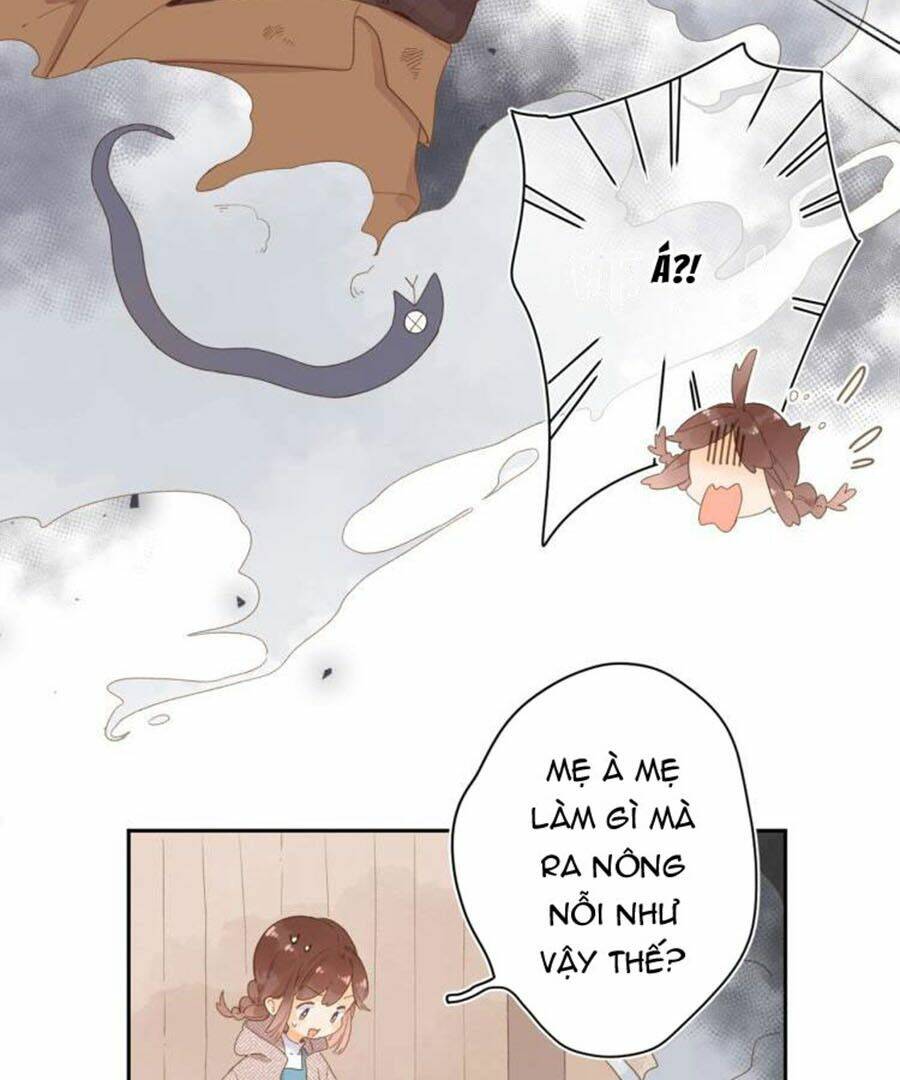 Á?!
MẸ À MẸ
LÀM GÌ MÀ
RA NÔNG
NỖI NHƯ
VẬY THẾ?